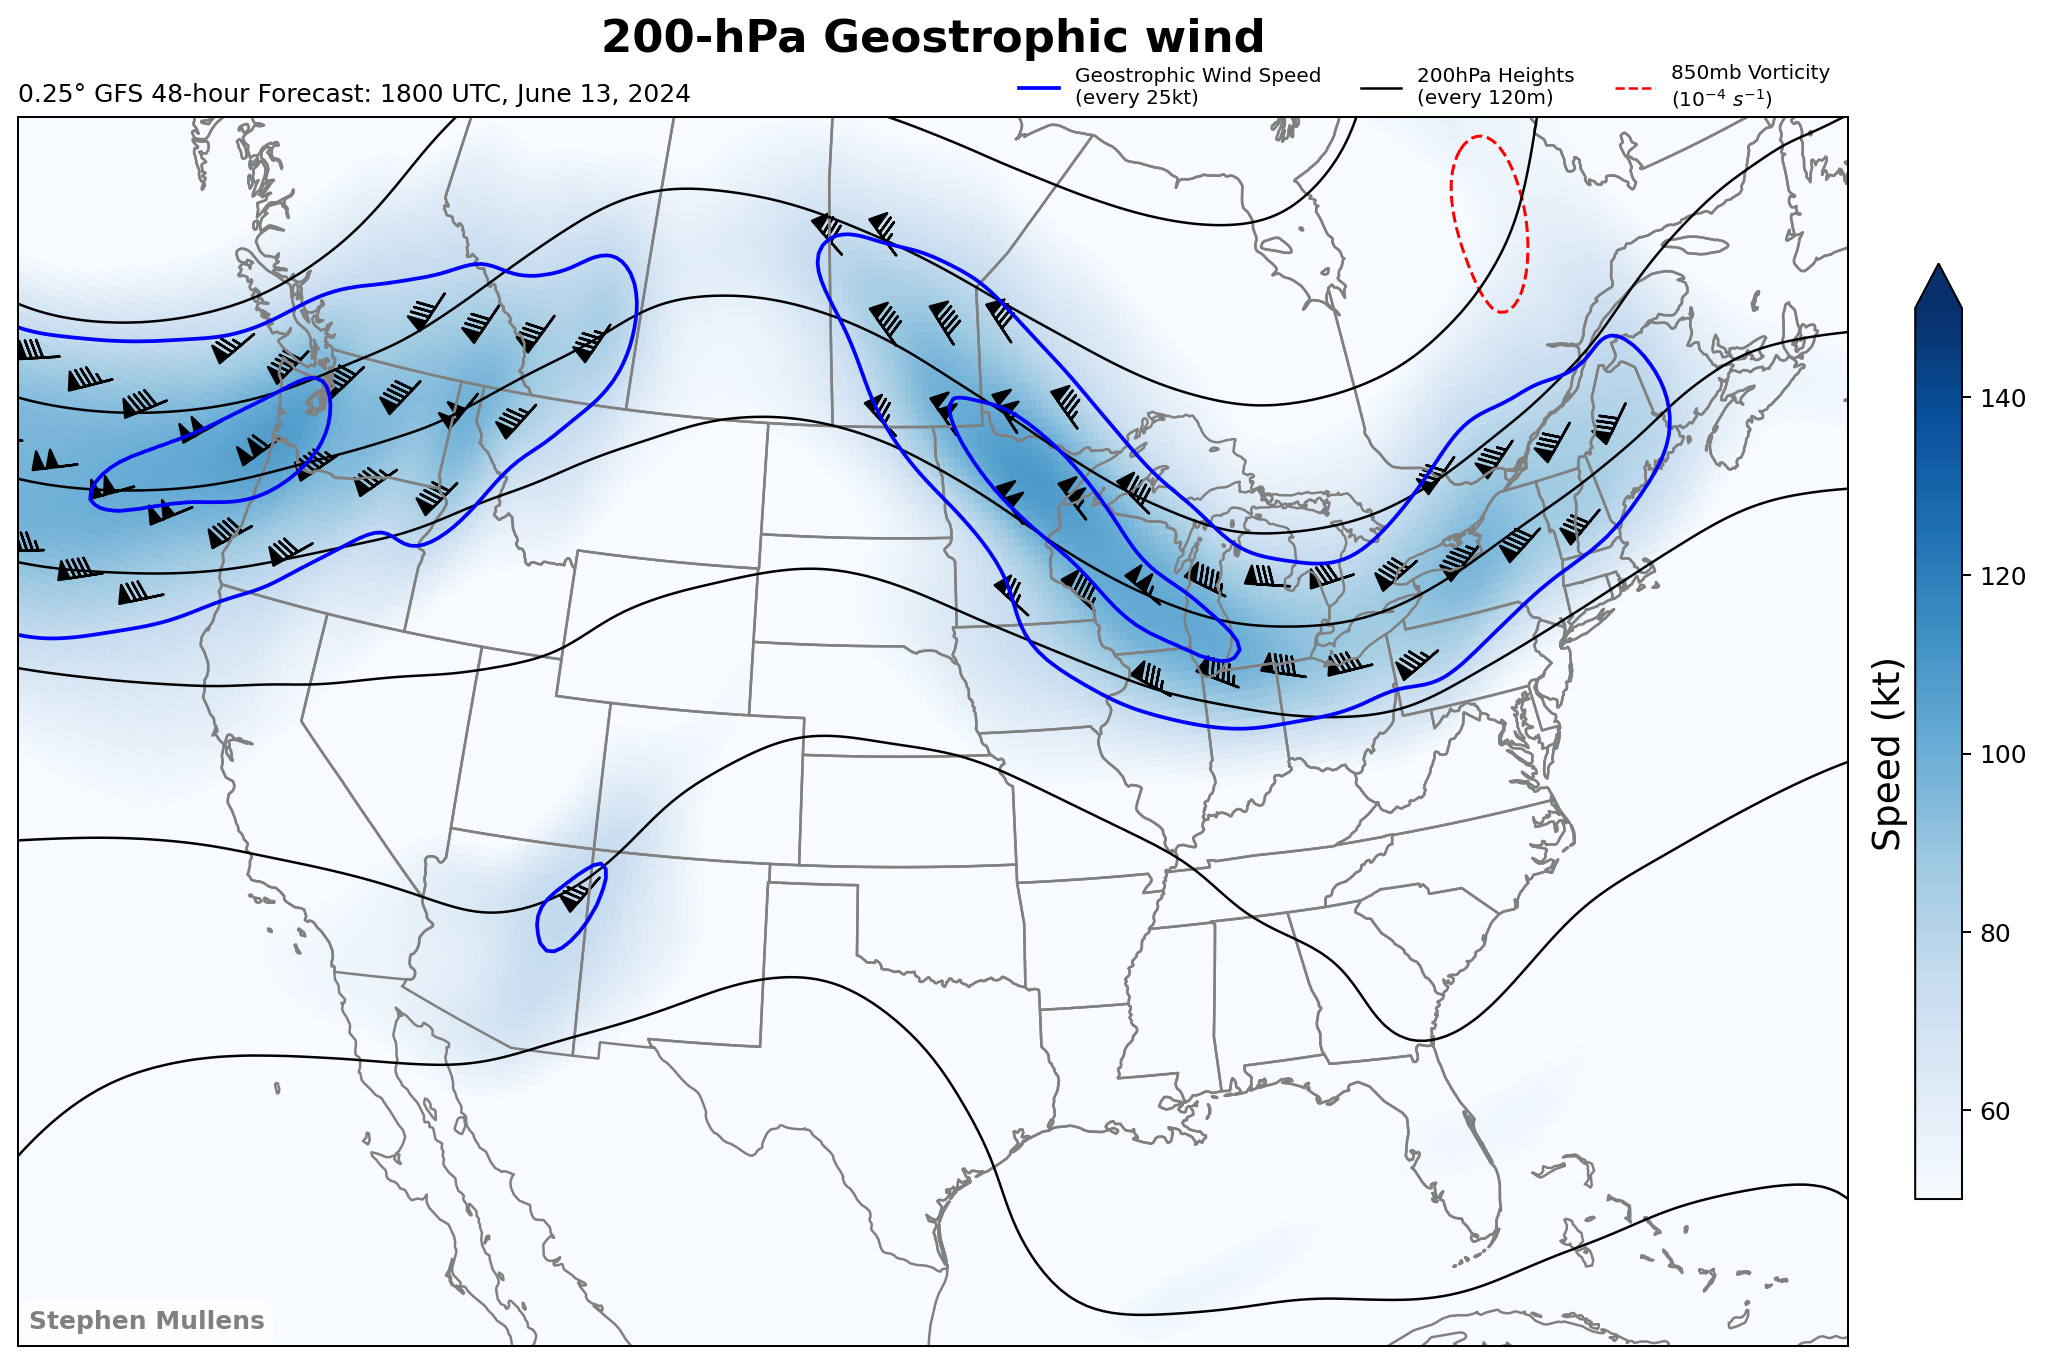 200-hPa Geostrophic wind
0.25° GFS 48-hour Forecast: 1800 UTC, June 13, 2024
Geostrophic Wind Speed
(every 25kt)
200hPa Heights
(every 120m)
850mb Vorticity
(10⁻⁴ s⁻¹)
140
120
100
80
60
Speed (kt)
Stephen Mullens